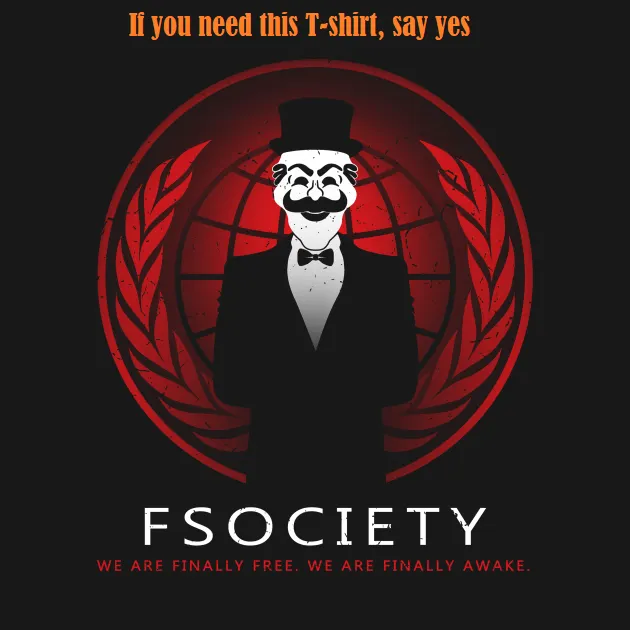 If you need this T-shirt, say yes
FSOCIETY
WE ARE FINALLY FREE. WE ARE FINALLY AWAKE.